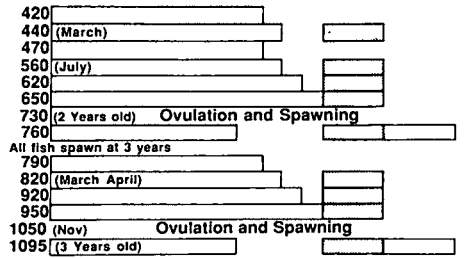 420
440 (March)
470
560 (July)
620
650
730 (2 Years old) Ovulation and Spawning
760
All fish spawn at 3 years
790
820 (March April)
920
950
1050 (Nov) Ovulation and Spawning
1095 (3 Years old)